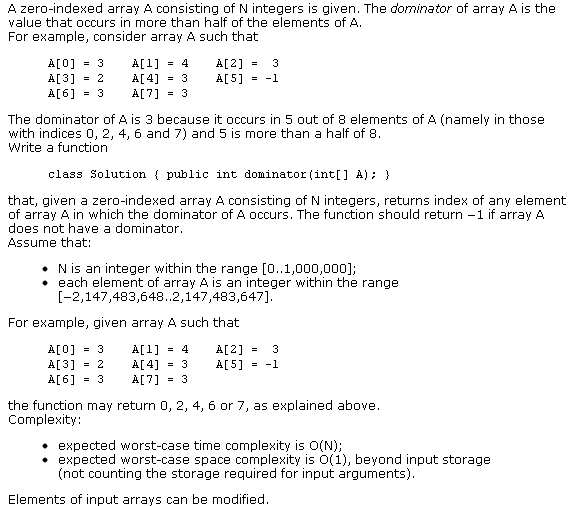 A zero-indexed array A consisting of N integers is given. The dominator of array A is the
value that occurs in more than half of the elements of A.
For example, consider array A such that
A[0] = 3 A[1] = 4 A[2] = 3
A[3] = 2 A[4] = 3 A[5] = -1
A[6] = 3 A[7] = 3
The dominator of A is 3 because it occurs in 5 out of 8 elements of A (namely in those
with indices 0, 2, 4, 6 and 7) and 5 is more than a half of 8.
Write a function
class Solution { public int dominator(int[] A); }
that, given a zero-indexed array A consisting of N integers, returns index of any element
of array A in which the dominator of A occurs. The function should return −1 if array A
does not have a dominator.
Assume that:
• N is an integer within the range [0..1,000,000];
• each element of array A is an integer within the range
[−2,147,483,648..2,147,483,647].
For example, given array A such that
A[0] = 3 A[1] = 4 A[2] = 3
A[3] = 2 A[4] = 3 A[5] = -1
A[6] = 3 A[7] = 3
the function may return 0, 2, 4, 6 or 7, as explained above.
Complexity:
• expected worst-case time complexity is O(N);
• expected worst-case space complexity is O(1), beyond input storage
(not counting the storage required for input arguments).
Elements of input arrays can be modified.